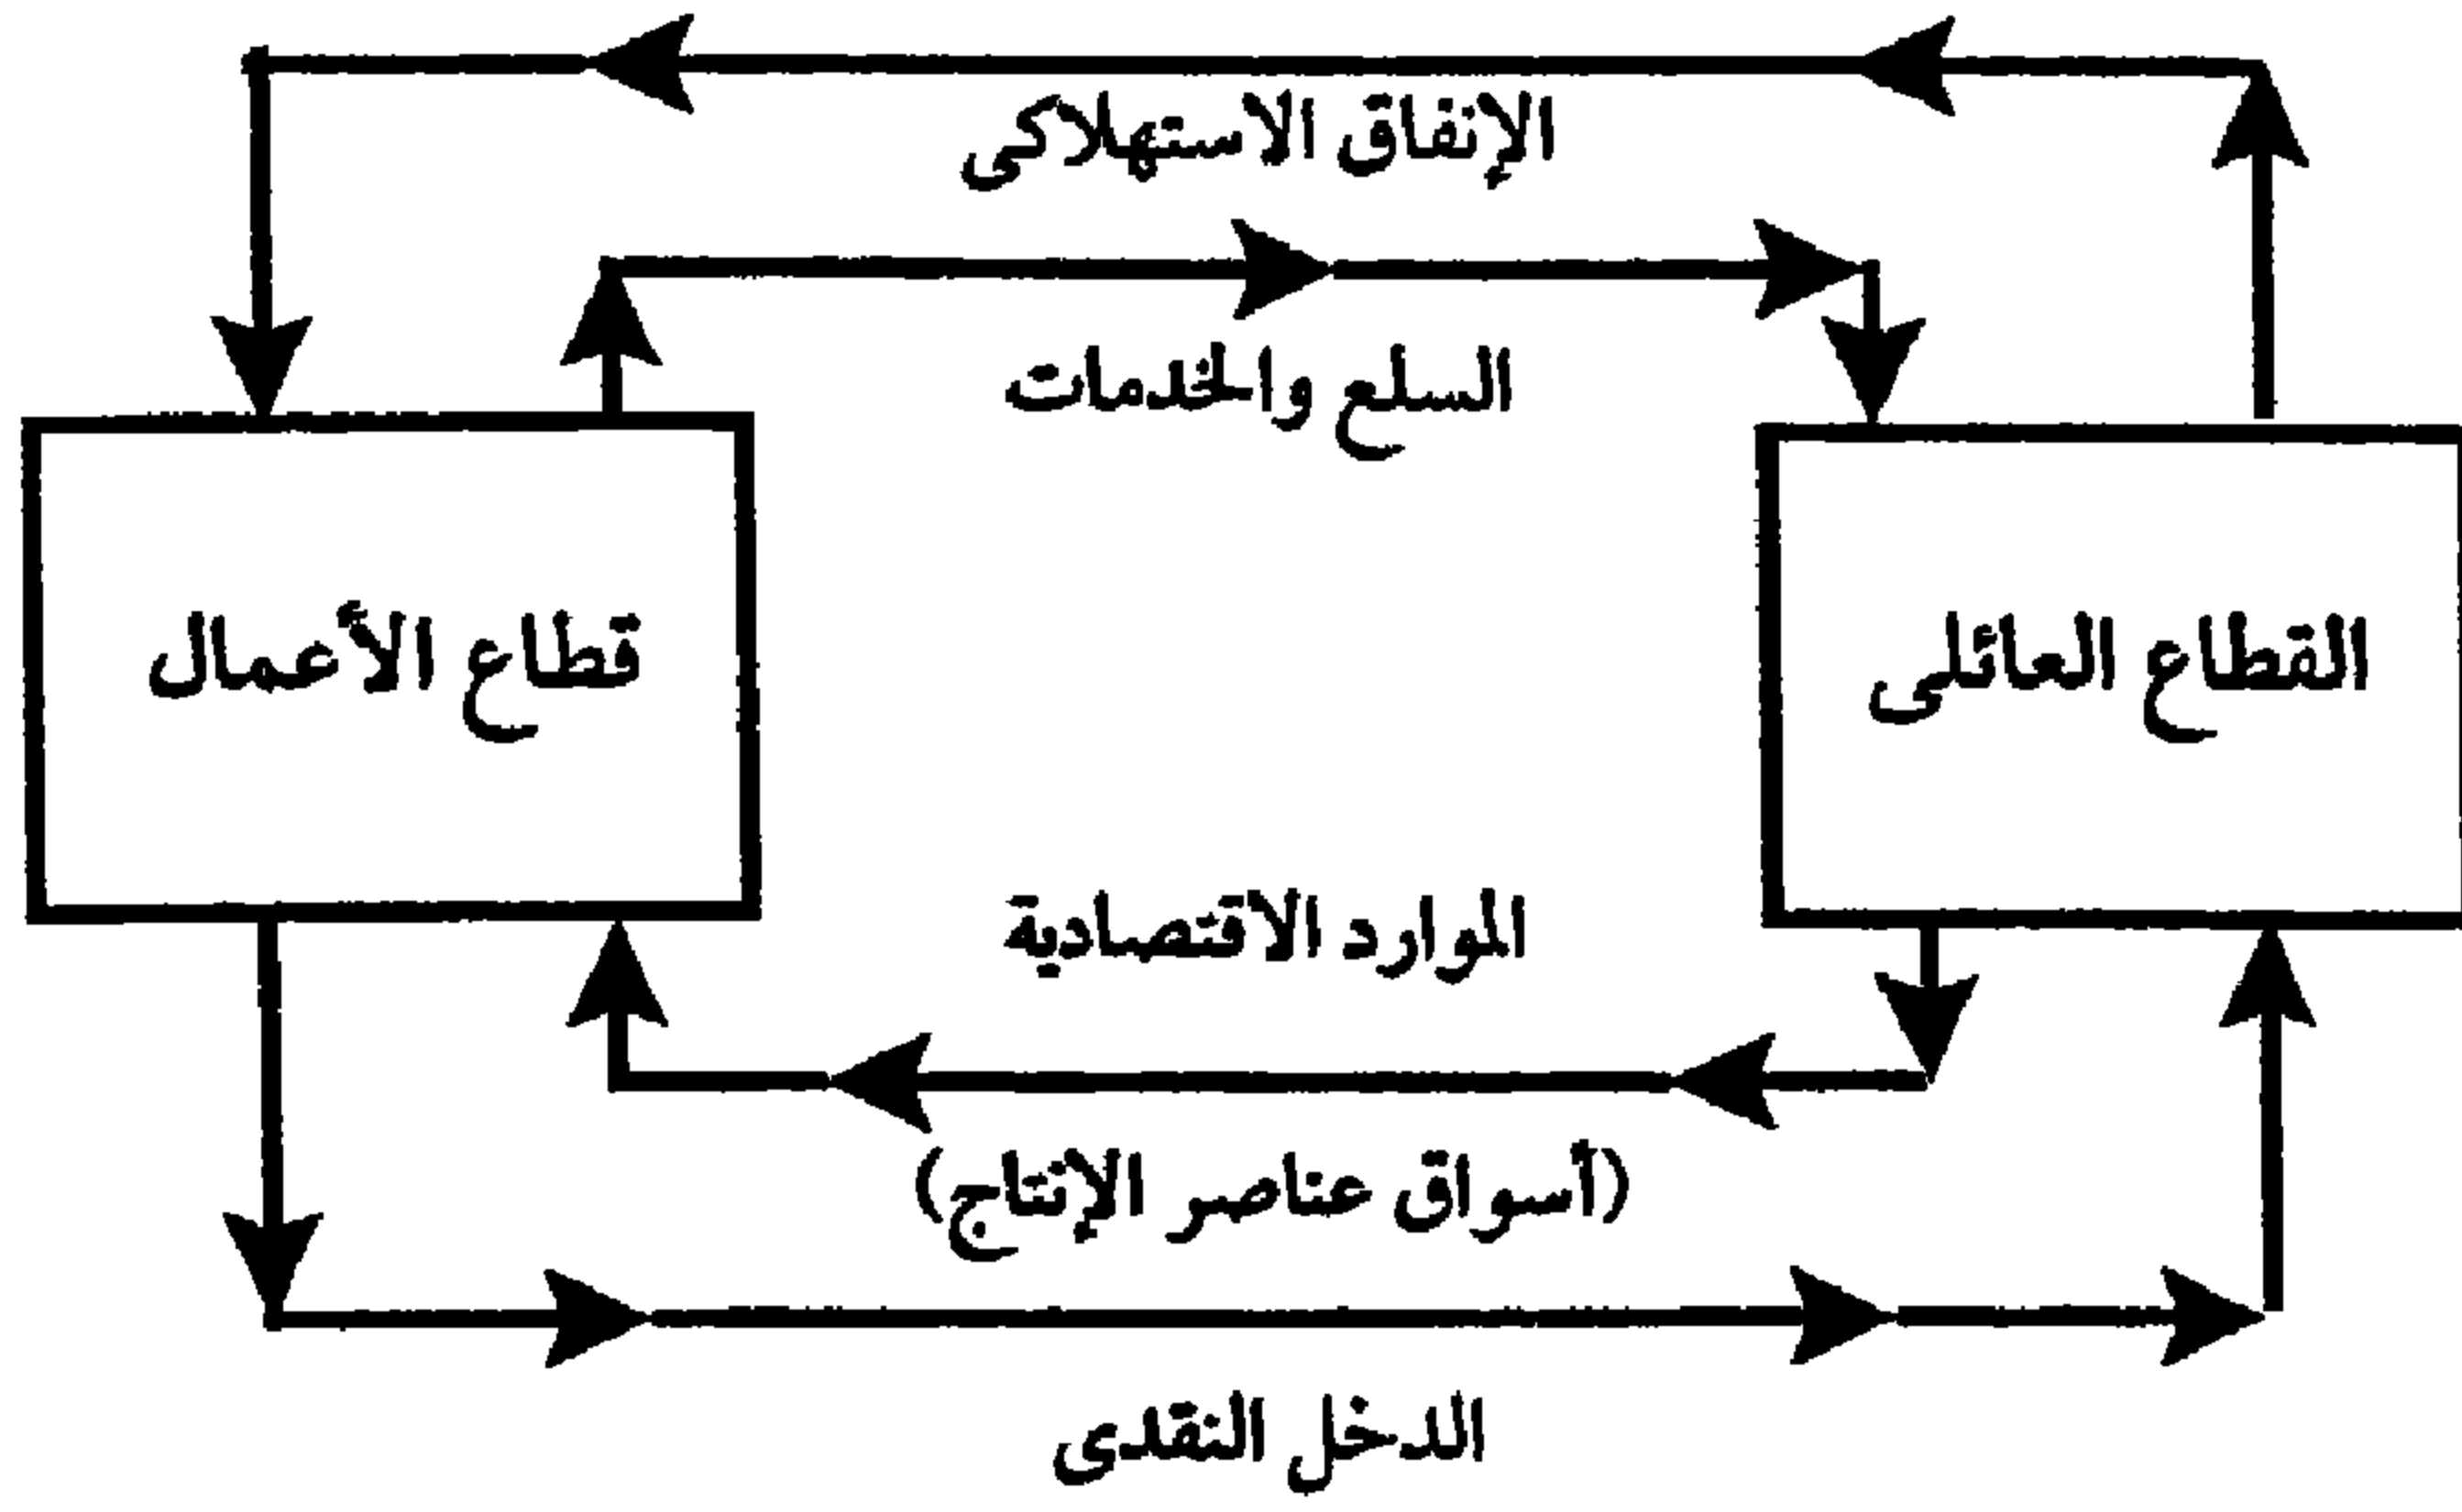 الإنفاق الاستهلاكى
السلع والخدمات
القطاع العائلى
قطاع الأعمال
الموارد الاقتصادية
(أسواق عناصر الإنتاج)
الدخل النقدى